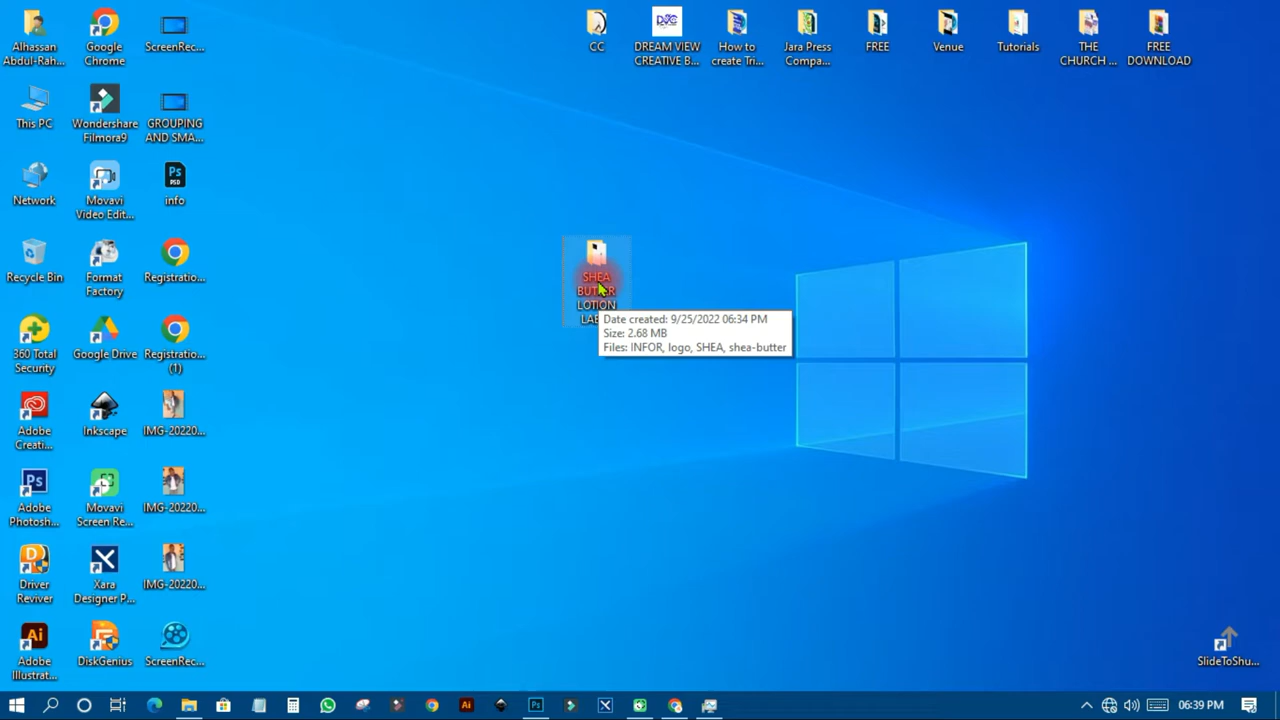 Alhassan
Abdul-Rah...
Google
Chrome
ScreenRec...
CC
DREAM VIEW
CREATIVE B...
How to
create Tri...
Jara Press
Compa...
FREE
Venue
Tutorials
THE
CHURCH ...
FREE
DOWNLOAD
This PC
Wondershare
Filmora9
GROUPING
AND SMA...
Network
Movavi
Video Edit...
info
Recycle Bin
Format
Factory
Registratio...
SHEA
BUTTER
LOTION
Date created: 9/25/2022 06:34 PM
Size: 2.68 MB
Files: INFOR, logo, SHEA, shea-butter
360 Total
Security
Google Drive
Registratio...
(1)
Adobe
Creati...
Inkscape
IMG-20220...
Adobe
Photosh...
Movavi
Screen Re...
IMG-20220...
Driver
Reviver
Xara
Designer P...
IMG-20220...
Adobe
Illustrat...
DiskGenius
ScreenRec...
SlideToShu...
06:39 PM